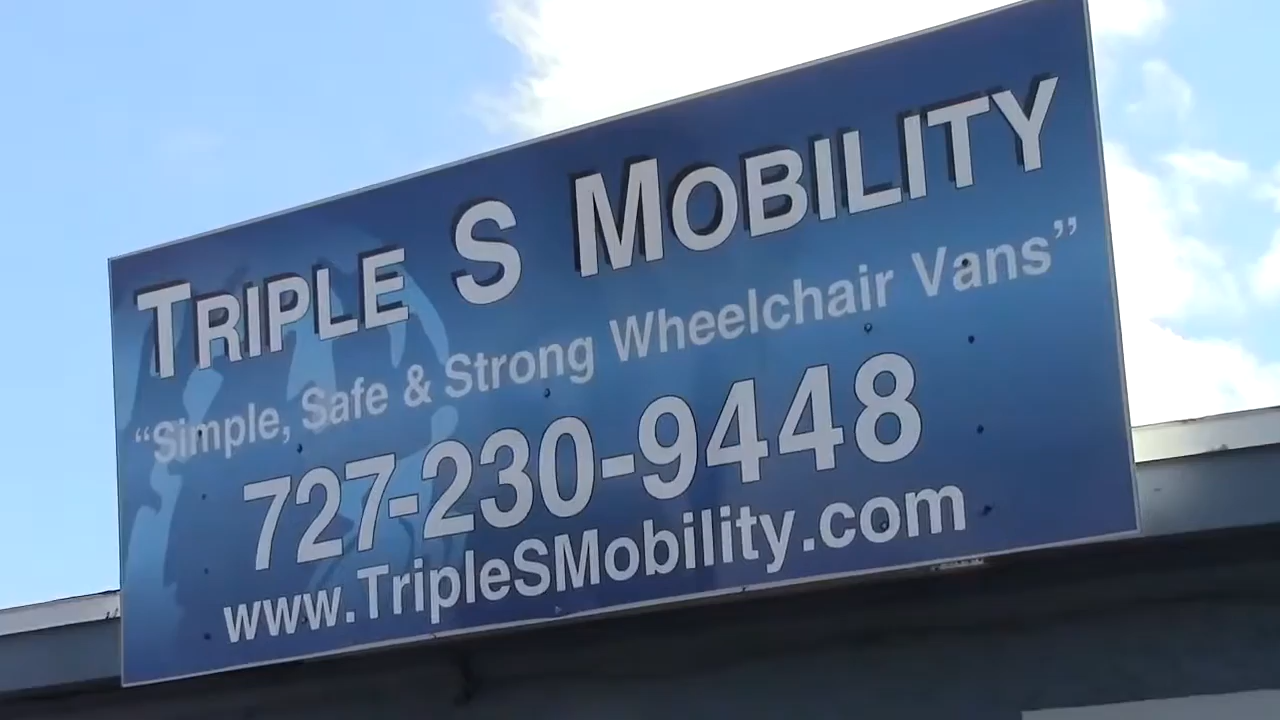 TRIPLE S MOBILITY
“Simple, Safe & Strong Wheelchair Vans”
727-230-9448
www.TripleSMobility.com